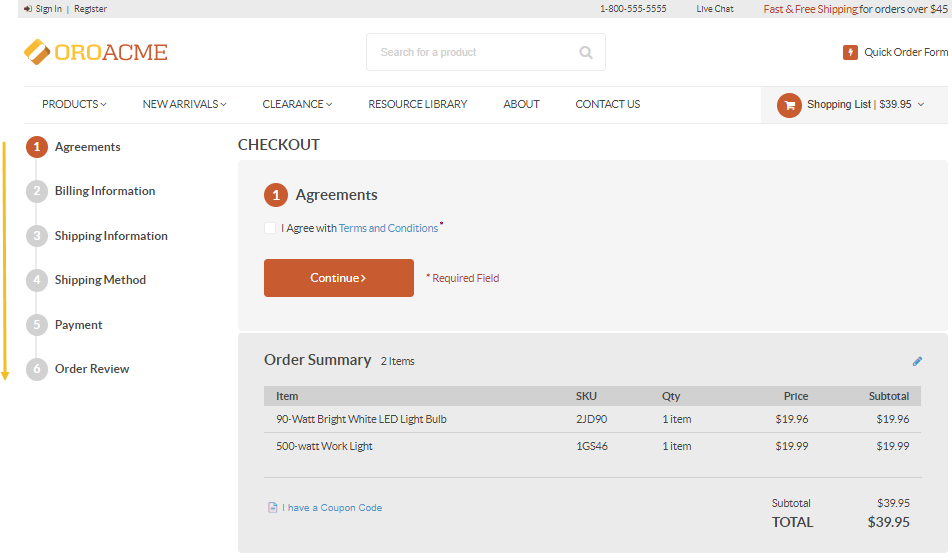 Sign In | Register
1-800-555-5555
Live Chat
Fast & Free Shipping for orders over $45
OROACME
Search for a product
Quick Order Form
PRODUCTS
NEW ARRIVALS
CLEARANCE
RESOURCE LIBRARY
ABOUT
CONTACT US
Shopping List | $39.95
1 Agreements
2 Billing Information
3 Shipping Information
4 Shipping Method
5 Payment
6 Order Review
CHECKOUT
1 Agreements
I Agree with Terms and Conditions *
Continue
* Required Field
Order Summary 2 Items
Item SKU Qty Price Subtotal
90-Watt Bright White LED Light Bulb 2JD90 1 item $19.96 $19.96
500-watt Work Light 1GS46 1 item $19.99 $19.99
I have a Coupon Code
Subtotal $39.95
TOTAL $39.95